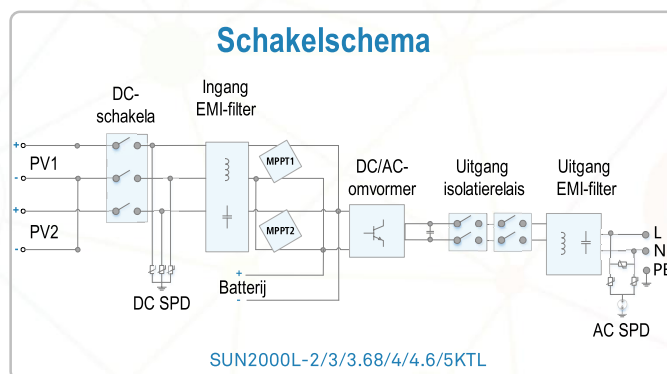 Schakelschema
DC-
schakela
Ingang
EMI-filter
DC/AC-
omvormer
Uitgang
isolatierelais
Uitgang
EMI-filter
+
PV1
-
+
PV2
-
MPPT1
MPPT2
+
Batterij
-
DC SPD
L
N
PE
AC SPD
SUN2000L-2/3/3.68/4/4.6/5KTL